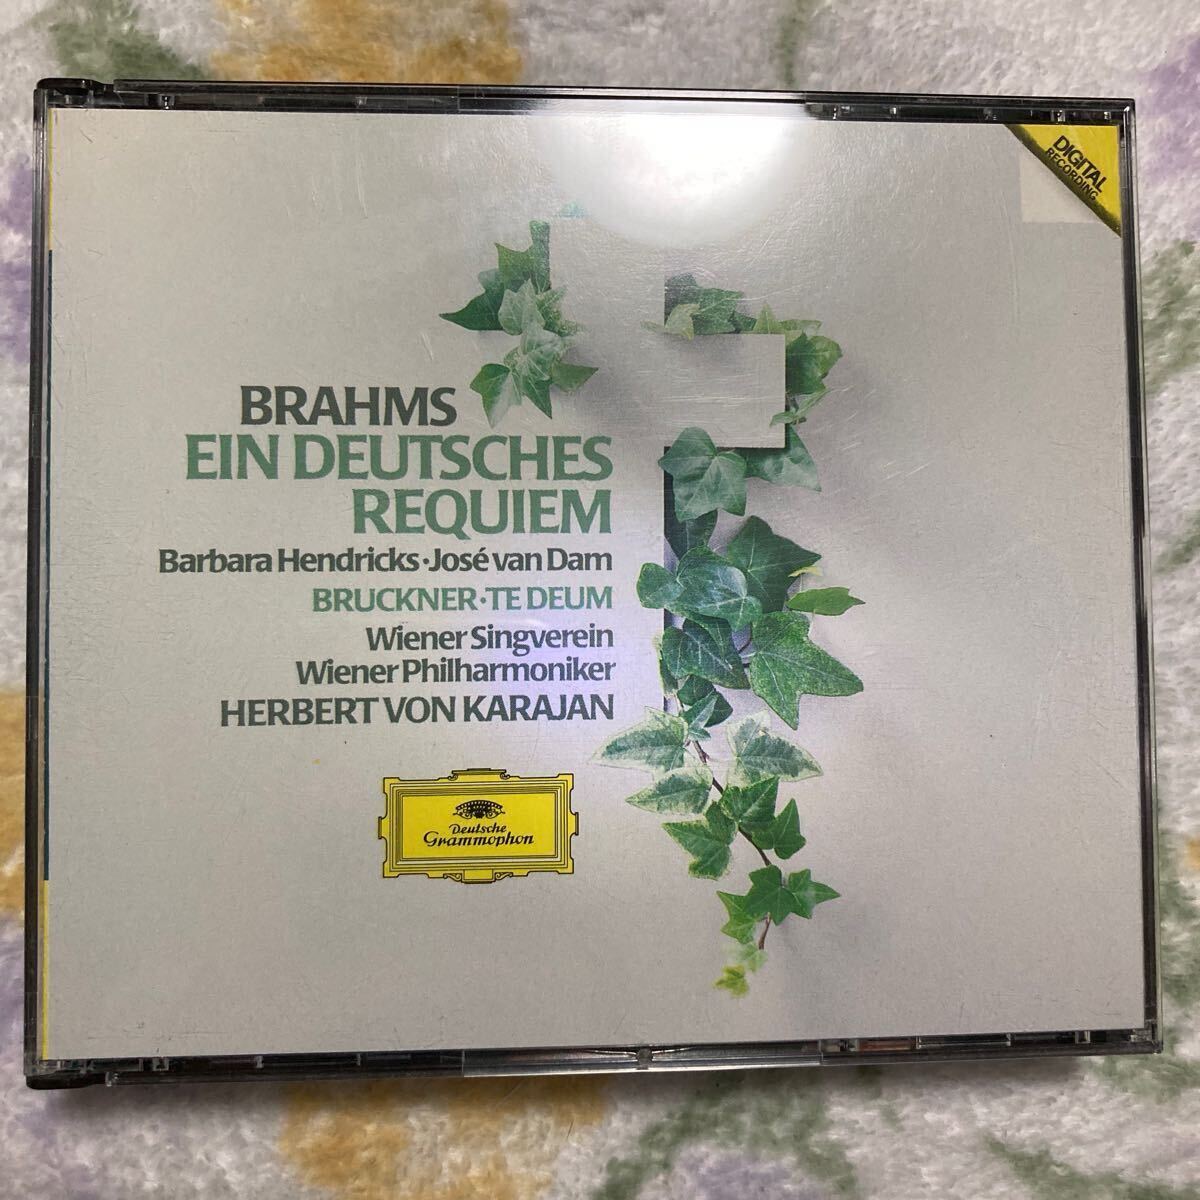 DIGITAL
RECORDING
BRAHMS
EIN DEUTSCHES
REQUIEM
Barbara Hendricks·José van Dam
BRUCKNER·TE DEUM
Wiener Singverein
Wiener Philharmoniker
HERBERT VON KARAJAN
Deutsche
Grammophon